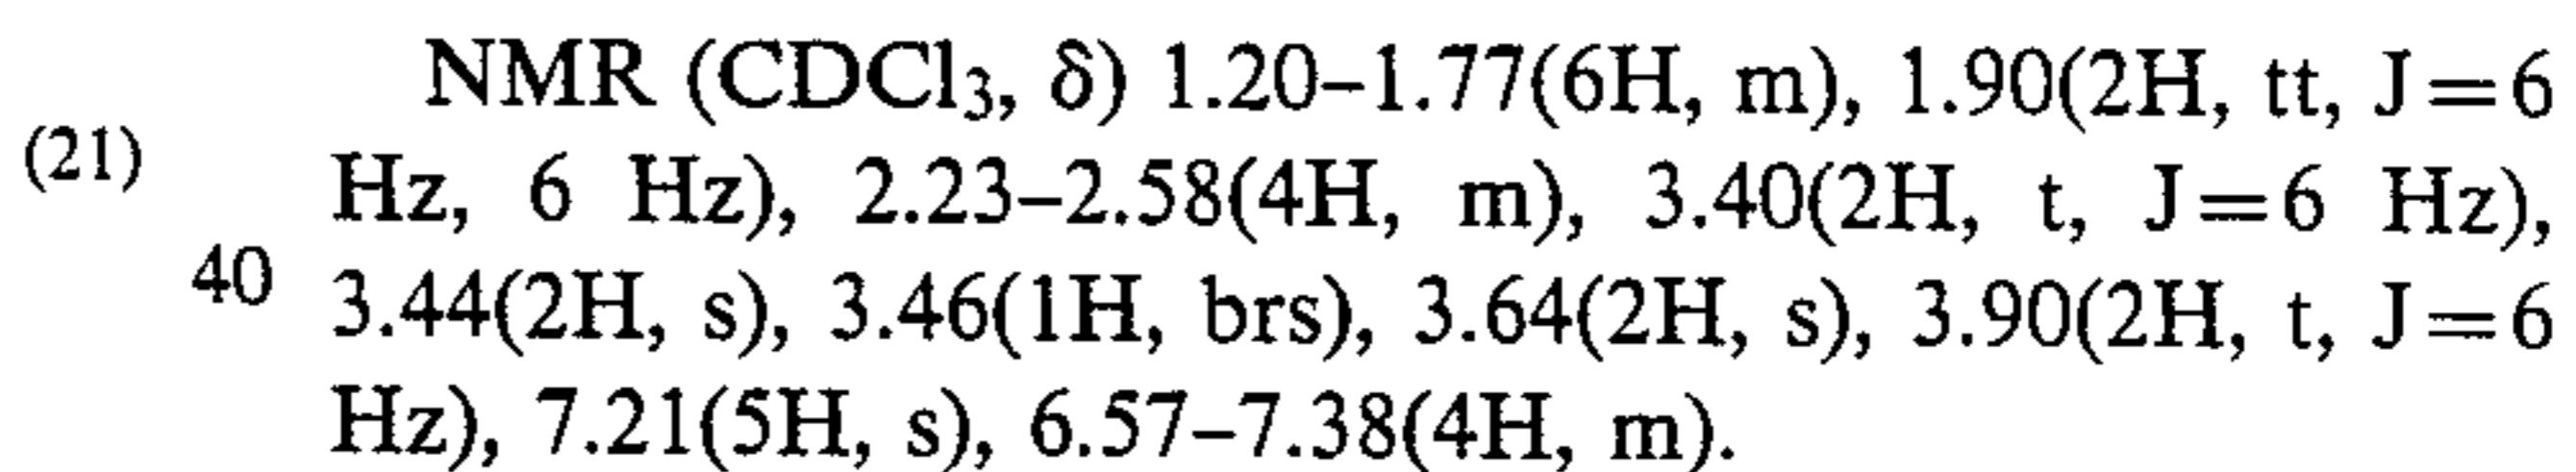 NMR (CDCl3, δ) 1.20–1.77(6H, m), 1.90(2H, tt, J=6
(21) Hz, 6 Hz), 2.23–2.58(4H, m), 3.40(2H, t, J=6 Hz),
40 3.44(2H, s), 3.46(1H, brs), 3.64(2H, s), 3.90(2H, t, J=6
Hz), 7.21(5H, s), 6.57–7.38(4H, m).